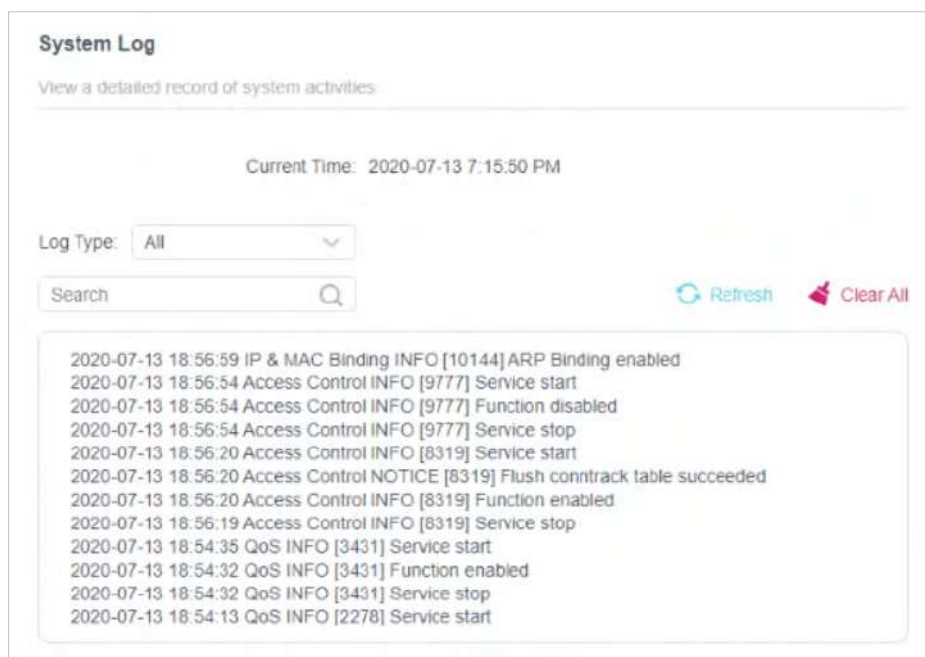 System Log
View a detailed record of system activities.
Current Time: 2020-07-13 7:15:50 PM
Log Type: All
Search
Refresh
Clear All
2020-07-13 18:56:59 IP & MAC Binding INFO [10144] ARP Binding enabled
2020-07-13 18:56:54 Access Control INFO [9777] Service start
2020-07-13 18:56:54 Access Control INFO [9777] Function disabled
2020-07-13 18:56:54 Access Control INFO [9777] Service stop
2020-07-13 18:56:20 Access Control INFO [8319] Service start
2020-07-13 18:56:20 Access Control NOTICE [8319] Flush conntrack table succeeded
2020-07-13 18:56:20 Access Control INFO [8319] Function enabled
2020-07-13 18:56:19 Access Control INFO [8319] Service stop
2020-07-13 18:54:35 QoS INFO [3431] Service start
2020-07-13 18:54:32 QoS INFO [3431] Function enabled
2020-07-13 18:54:32 QoS INFO [3431] Service stop
2020-07-13 18:54:13 QoS INFO [2278] Service start